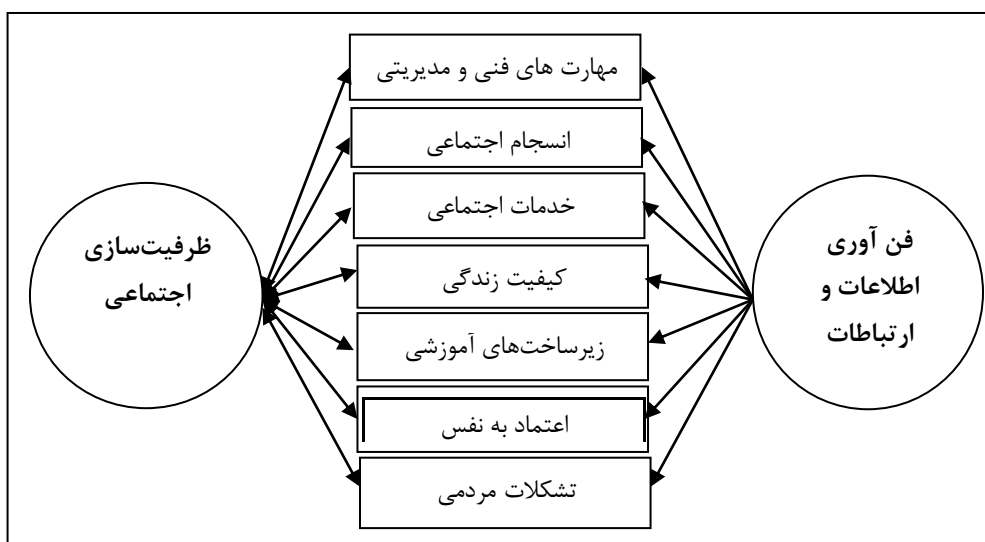 مهارت های فنی و مدیریتی
انسجام اجتماعی
خدمات اجتماعی
کیفیت زندگی
زیرساخت‌های آموزشی
اعتماد به نفس
تشکلات مردمی
فن آوری
اطلاعات و
ارتباطات
ظرفیت‌سازی
اجتماعی